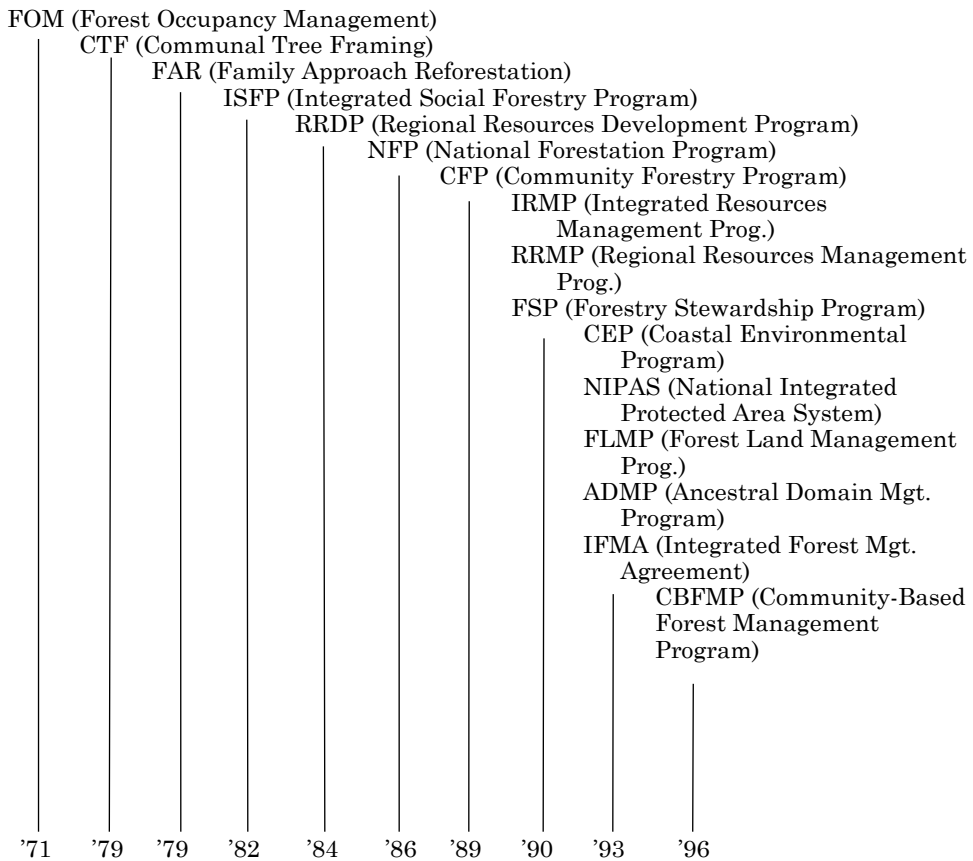 FOM (Forest Occupancy Management)
CTF (Communal Tree Framing)
FAR (Family Approach Reforestation)
ISFP (Integrated Social Forestry Program)
RRDP (Regional Resources Development Program)
NFP (National Forestation Program)
CFP (Community Forestry Program)
IRMP (Integrated Resources
Management Prog.)
RRMP (Regional Resources Management
Prog.)
FSP (Forestry Stewardship Program)
CEP (Coastal Environmental
Program)
NIPAS (National Integrated
Protected Area System)
FLMP (Forest Land Management
Prog.)
ADMP (Ancestral Domain Mgt.
Program)
IFMA (Integrated Forest Mgt.
Agreement)
CBFMP (Community-Based
Forest Management
Program)
’71 ’79 ’79 ’82 ’84 ’86 ’89 ’90 ’93 ’96